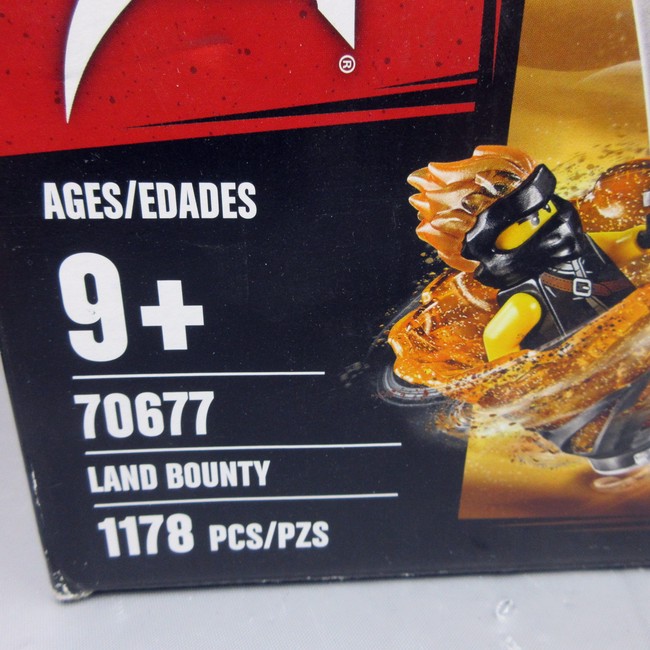 ®
AGES/EDADES
9+
70677
LAND BOUNTY
1178 PCS/PZS